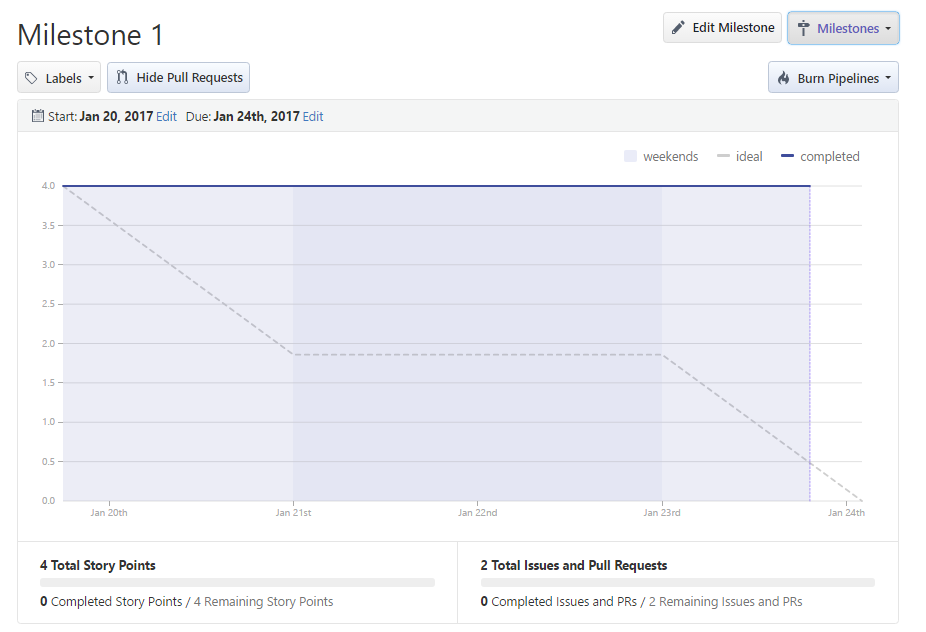 Milestone 1
Edit Milestone
Milestones
Labels
Hide Pull Requests
Burn Pipelines
Start: Jan 20, 2017 Edit Due: Jan 24th, 2017 Edit
weekends ideal completed
4.0
3.5
3.0
2.5
2.0
1.5
1.0
0.5
0.0
Jan 20th Jan 21st Jan 22nd Jan 23rd Jan 24th
4 Total Story Points
0 Completed Story Points / 4 Remaining Story Points
2 Total Issues and Pull Requests
0 Completed Issues and PRs / 2 Remaining Issues and PRs